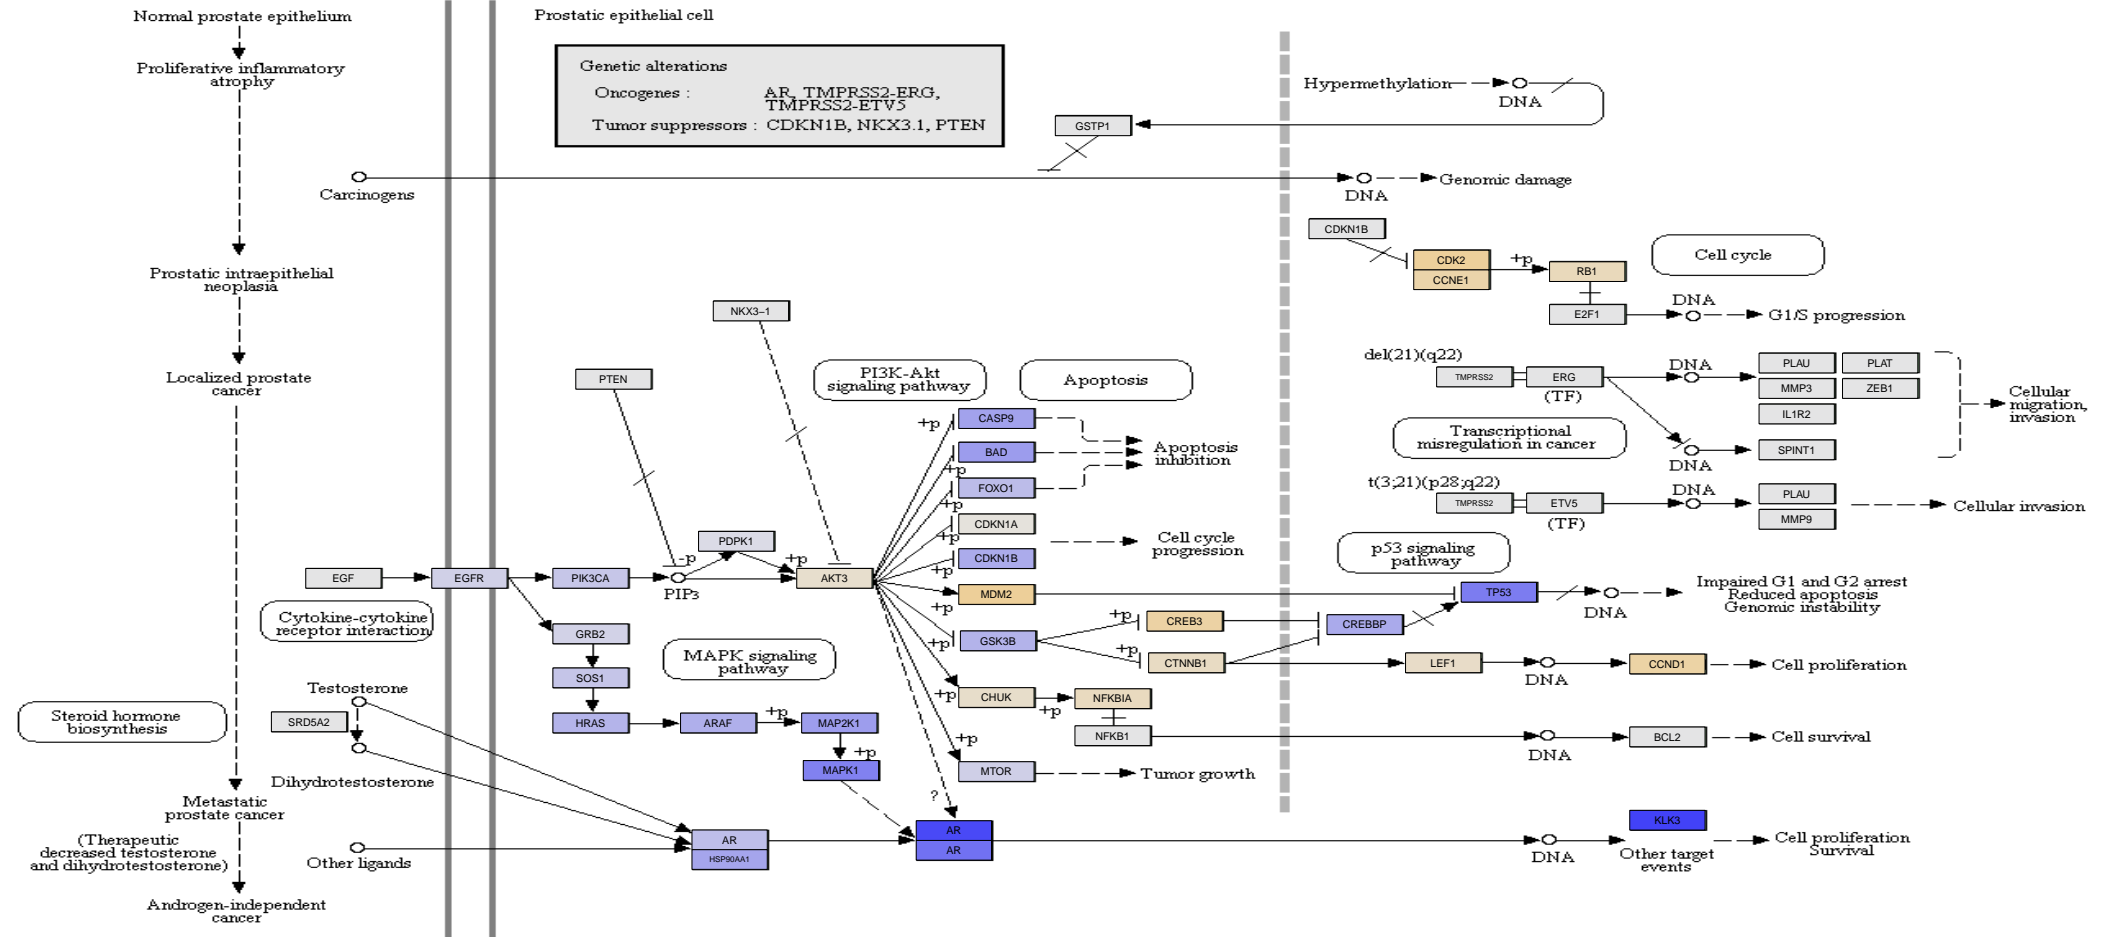 Normal prostate epithelium
Proliferative inflammatory
atrophy
Prostatic intraepithelial
neoplasia
Localized prostate
cancer
Steroid hormone
biosynthesis
Metastatic
prostate cancer
(Therapeutic
decreased testosterone
and dihydrotestosterone)
Androgen-independent
cancer
Prostatic epithelial cell
Genetic alterations
Oncogenes : AR, TMPRSS2-ERG,
TMPRSS2-ETV5
Tumor suppressors : CDKN1B, NKX3.1, PTEN
Hypermethylation
DNA
GSTP1
Carcinogens
DNA
Genomic damage
CDKN1B
CDK2
CCNE1
+p
RB1
Cell cycle
E2F1
DNA
G1/S progression
NKX3–1
PTEN
PI3K-Akt
signaling pathway
Apoptosis
del(21)(q22)
TMPRSS2
ERG
(TF)
DNA
PLAU
PLAT
MMP3
ZEB1
IL1R2
Cellular
migration,
invasion
Transcriptional
misregulation in cancer
DNA
SPINT1
t(3;21)(p28;q22)
TMPRSS2
ETV5
(TF)
DNA
PLAU
MMP9
Cellular invasion
+p
CASP9
BAD
+p
FOXO1
+p
CDKN1A
+p
CDKN1B
+p
MDM2
+p
GSK3B
+p
Apoptosis
inhibition
Cell cycle
progression
PDPK1
-p
+p
EGF
EGFR
PIK3CA
PIP3
AKT3
Cytokine-cytokine
receptor interaction
GRB2
SOS1
HRAS
MAPK signaling
pathway
ARAF
+p
MAP2K1
+p
MAPK1
p53 signaling
pathway
TP53
DNA
Impaired G1 and G2 arrest
Reduced apoptosis
Genomic instability
+p
CREB3
CREBBP
+p
CTNNB1
LEF1
DNA
CCND1
Cell proliferation
CHUK
+p
+p
NFKBIA
NFKB1
DNA
BCL2
Cell survival
+p
MTOR
Tumor growth
?
Testosterone
SRD5A2
Dihydrotestosterone
Other ligands
AR
HSP90AA1
AR
AR
DNA
KLK3
Other target
events
Cell proliferation
Survival